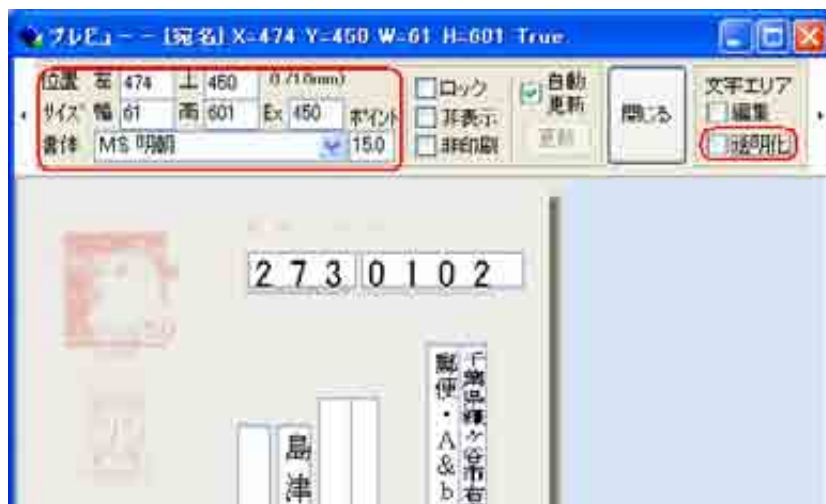 プレビュー - [宛名] X=474 Y=450 W=61 H=601 True
位置 左 474 上 450 (1/10mm)
サイズ 幅 61 高 601 Ex 450 ポイント
書体 MS 明朝 15.0
ロック
非表示
非印刷
自動更新
更新
閉じる
文字エリア
編集
透明化
273 0102
千葉県鎌ヶ谷市右
郵便・A&b
島津